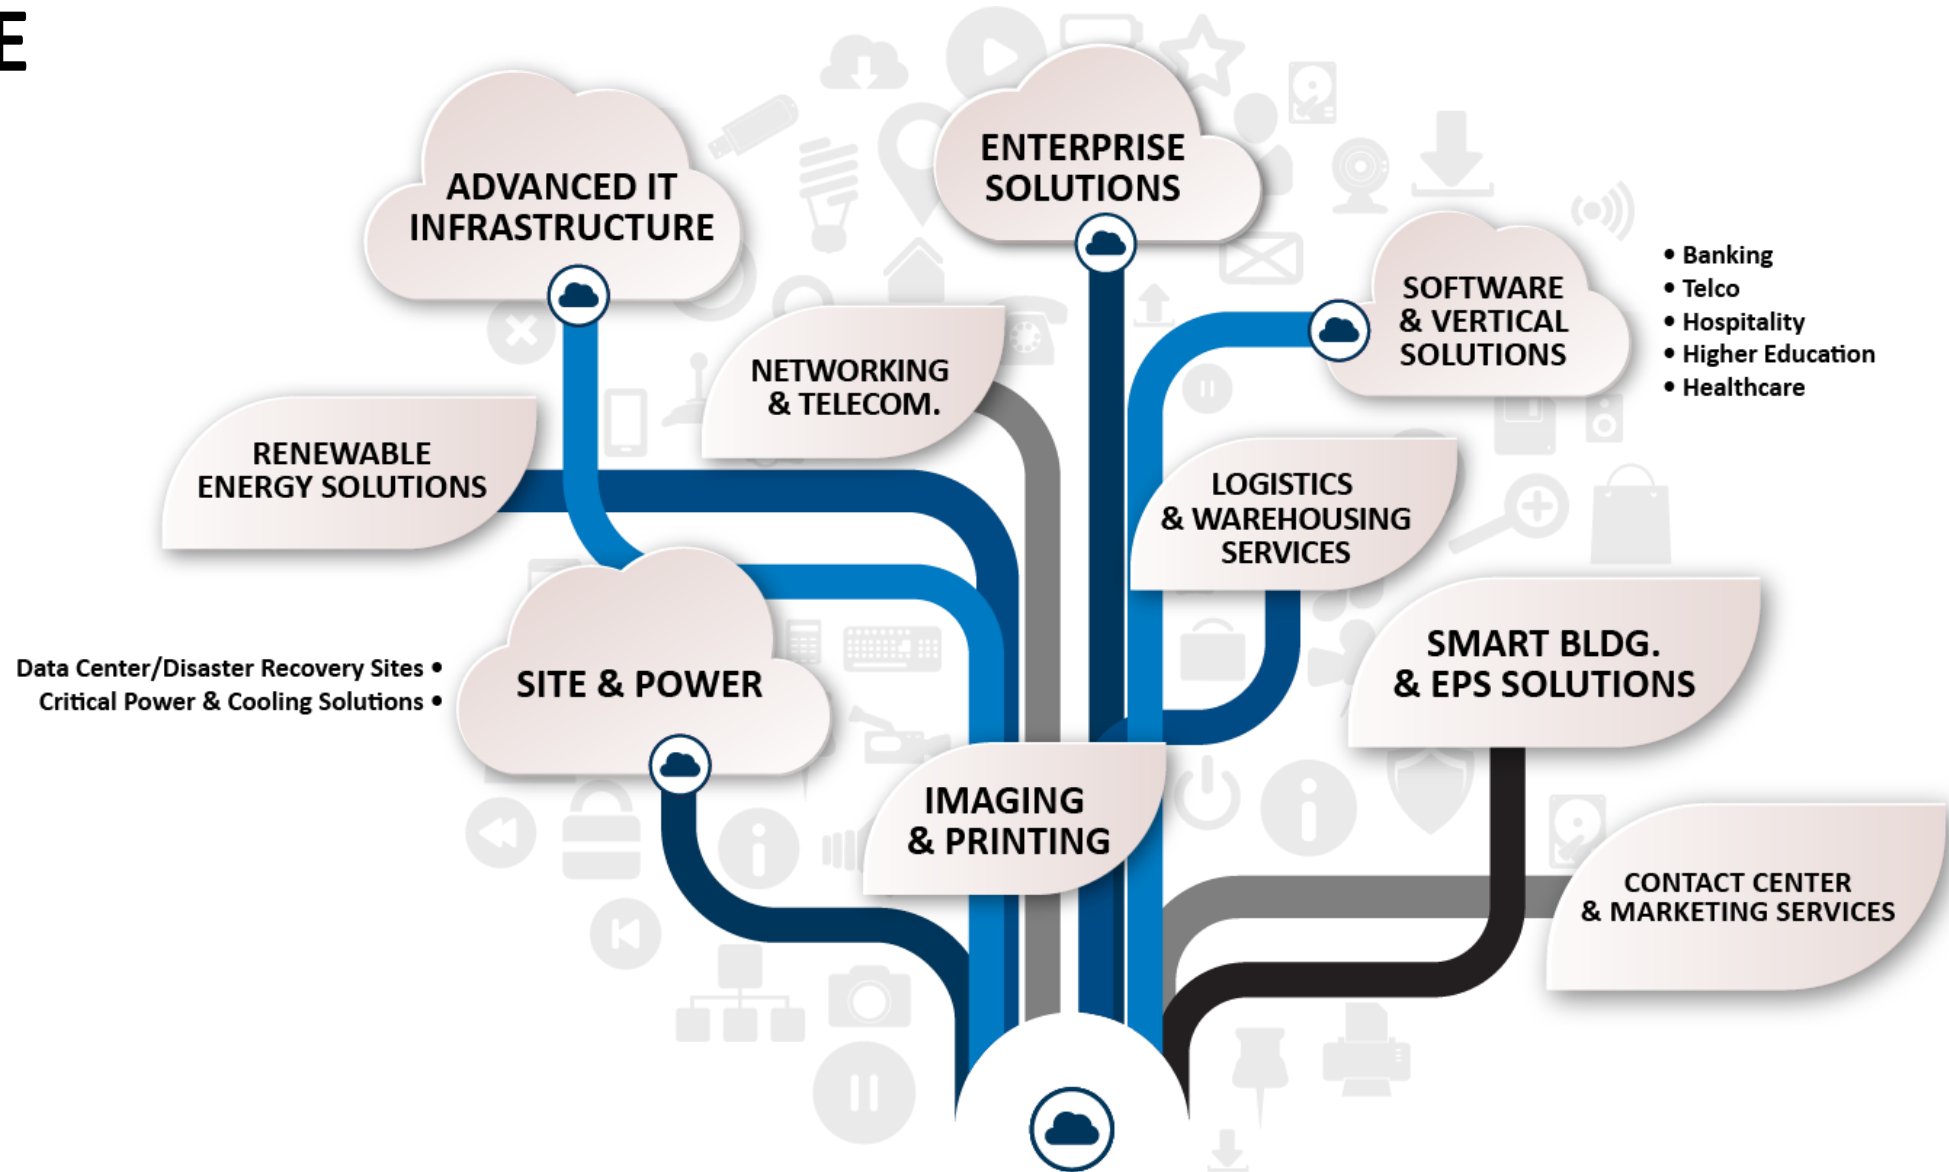 E
ADVANCED IT
INFRASTRUCTURE
ENTERPRISE
SOLUTIONS
SOFTWARE
& VERTICAL
SOLUTIONS
• Banking
• Telco
• Hospitality
• Higher Education
• Healthcare
NETWORKING
& TELECOM.
RENEWABLE
ENERGY SOLUTIONS
LOGISTICS
& WAREHOUSING
SERVICES
SITE & POWER
Data Center/Disaster Recovery Sites •
Critical Power & Cooling Solutions •
SMART BLDG.
& EPS SOLUTIONS
IMAGING
& PRINTING
CONTACT CENTER
& MARKETING SERVICES